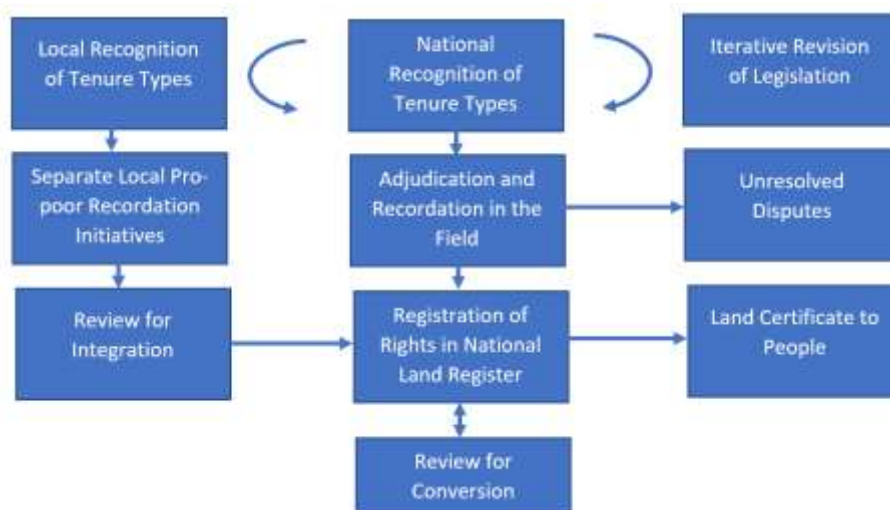 Local Recognition
of Tenure Types
National
Recognition of
Tenure Types
Iterative Revision
of Legislation
Separate Local Pro-
poor Recordation
Initiatives
Adjudication and
Recordation in the
Field
Unresolved
Disputes
Review for
Integration
Registration of
Rights in National
Land Register
Land Certificate to
People
Review for
Conversion